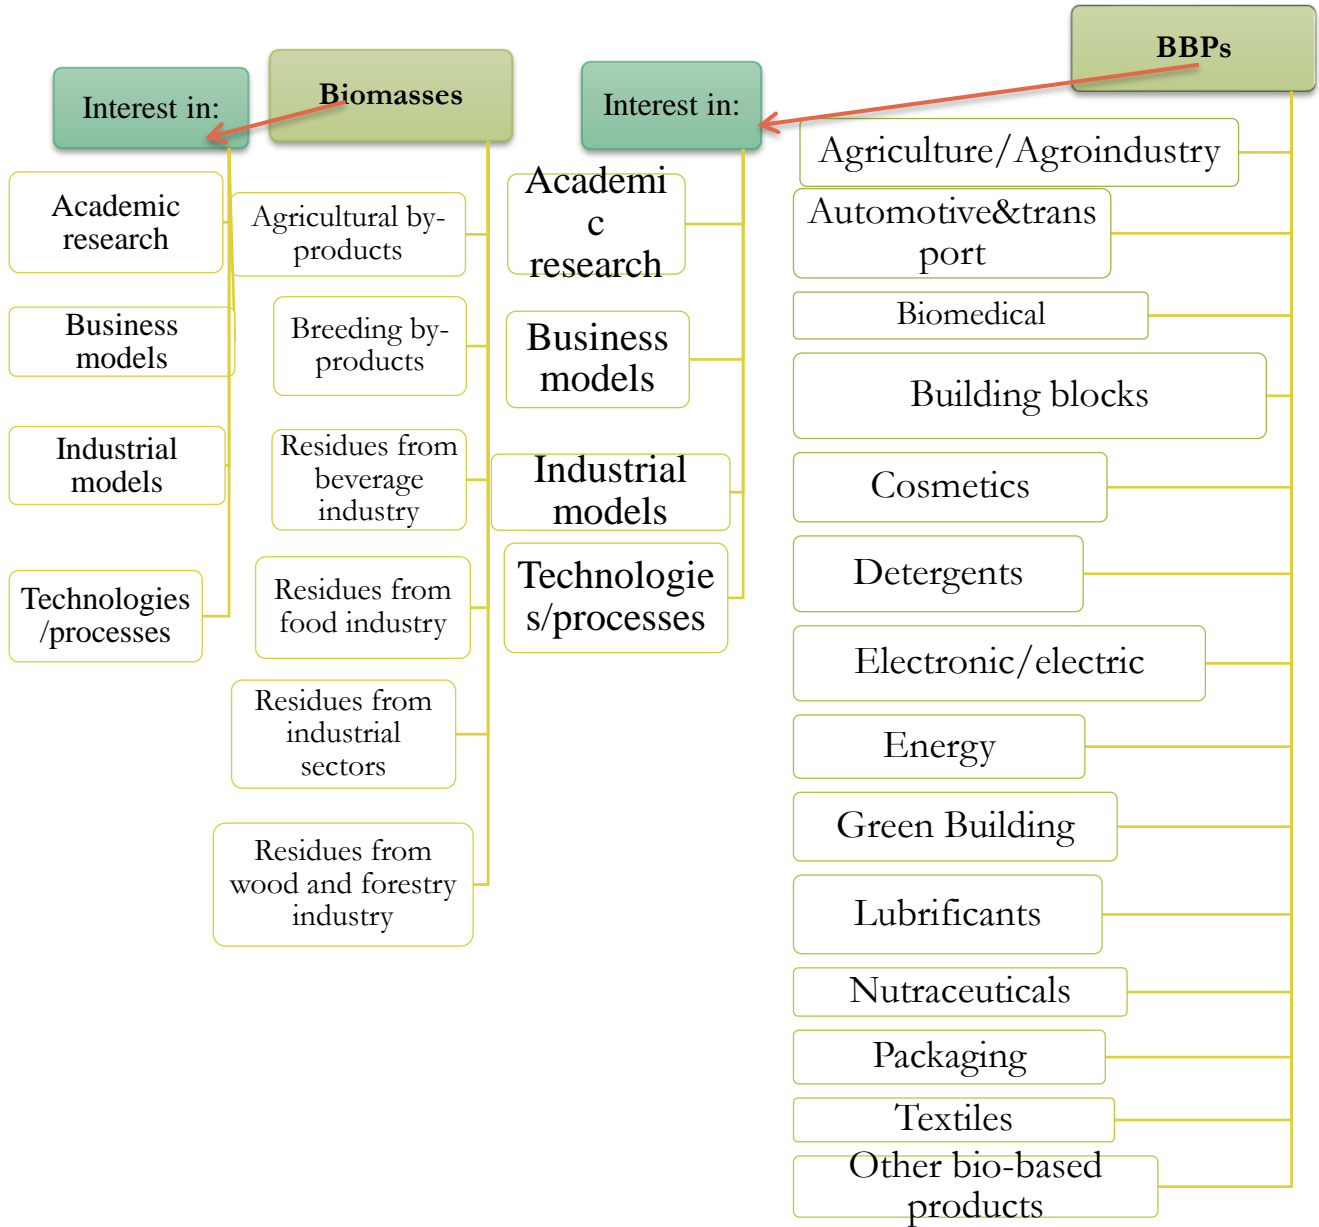 Interest in:
Academic
research
Business
models
Industrial
models
Technologies
/processes
Biomasses
Agricultural by-
products
Breeding by-
products
Residues from
beverage
industry
Residues from
food industry
Residues from
industrial
sectors
Residues from
wood and forestry
industry
Interest in:
Academi
c
research
Business
models
Industrial
models
Technologie
s/processes
BBPs
Agriculture/Agroindustry
Automotive&trans
port
Biomedical
Building blocks
Cosmetics
Detergents
Electronic/electric
Energy
Green Building
Lubrificants
Nutraceuticals
Packaging
Textiles
Other bio-based
products